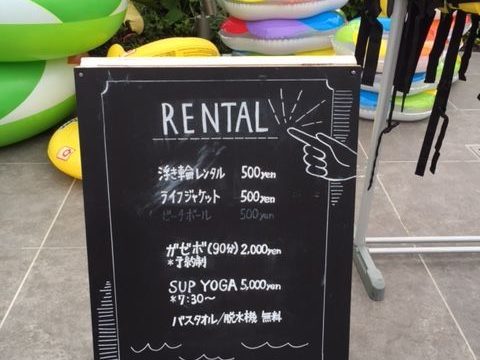 RENTAL
浮き輪レンタル 500yen
ライフジャケット 500yen
ビーチボール 500yen
ガゼボ(90分) 2,000yen
*予約制
SUP YOGA 5,000yen
*7:30~
バスタオル/脱水機 無料